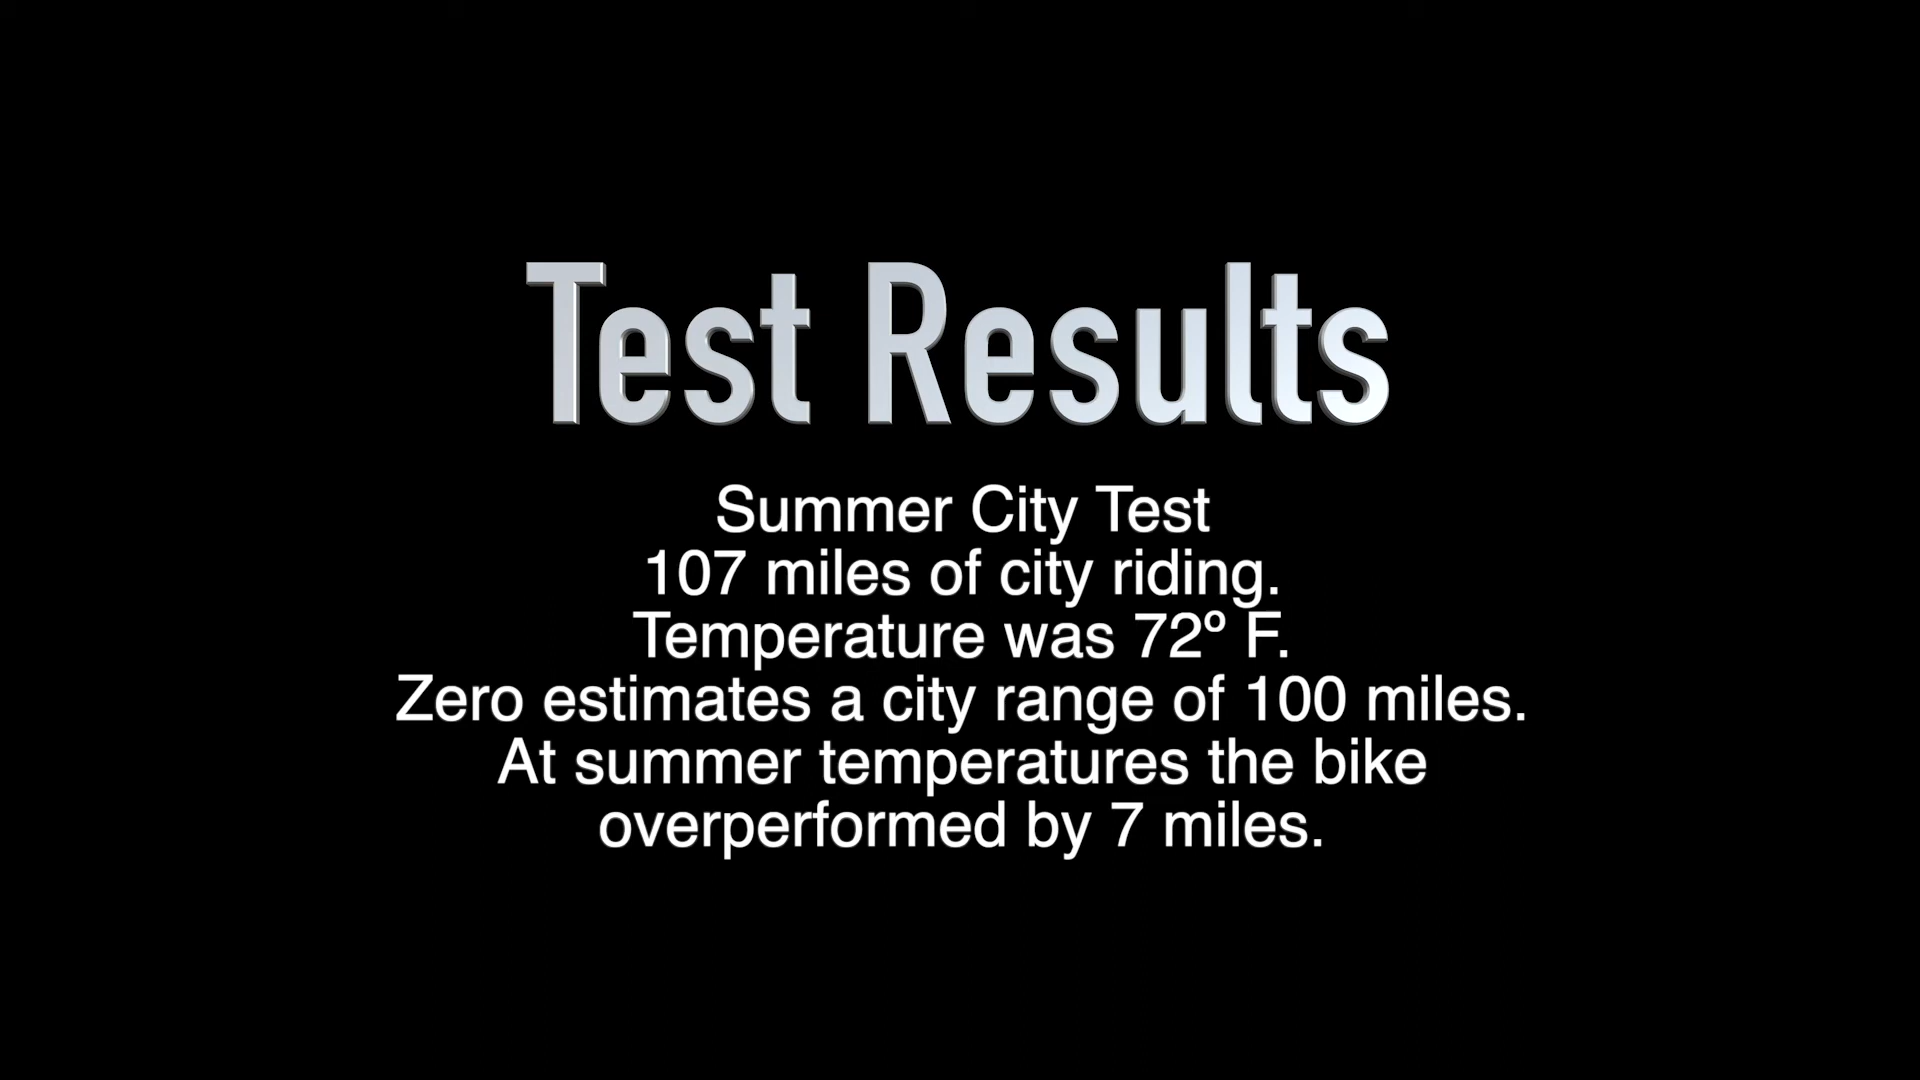 Test Results
Summer City Test
107 miles of city riding.
Temperature was 72º F.
Zero estimates a city range of 100 miles.
At summer temperatures the bike
overperformed by 7 miles.